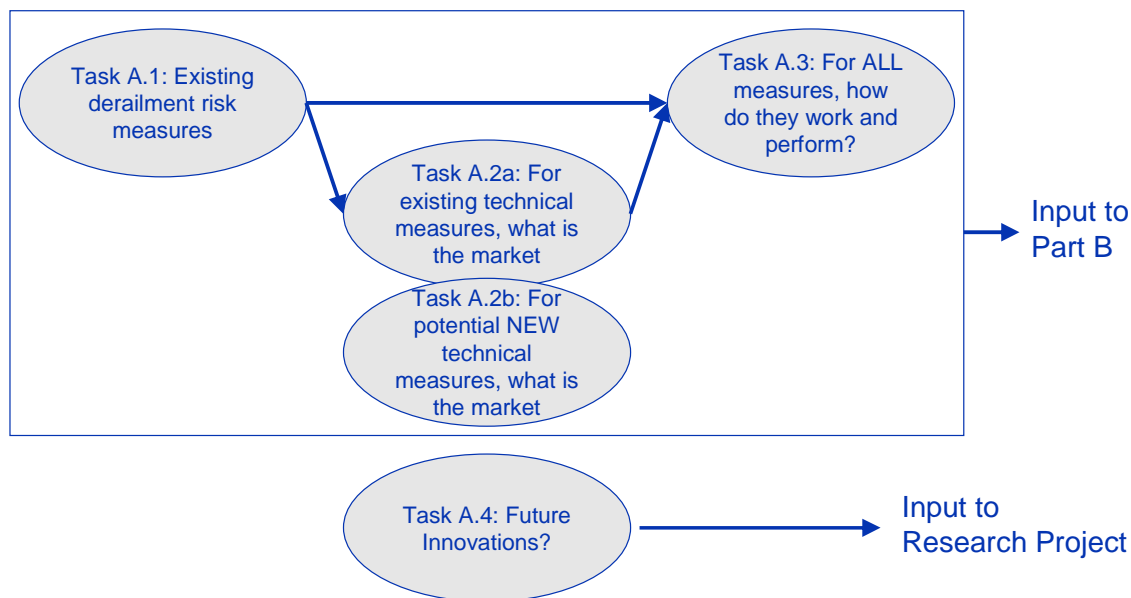 Task A.1: Existing
derailment risk
measures
Task A.3: For ALL
measures, how
do they work and
perform?
Task A.2a: For
existing technical
measures, what is
the market
Task A.2b: For
potential NEW
technical
measures, what is
the market
Input to
Part B
Task A.4: Future
Innovations?
Input to
Research Project